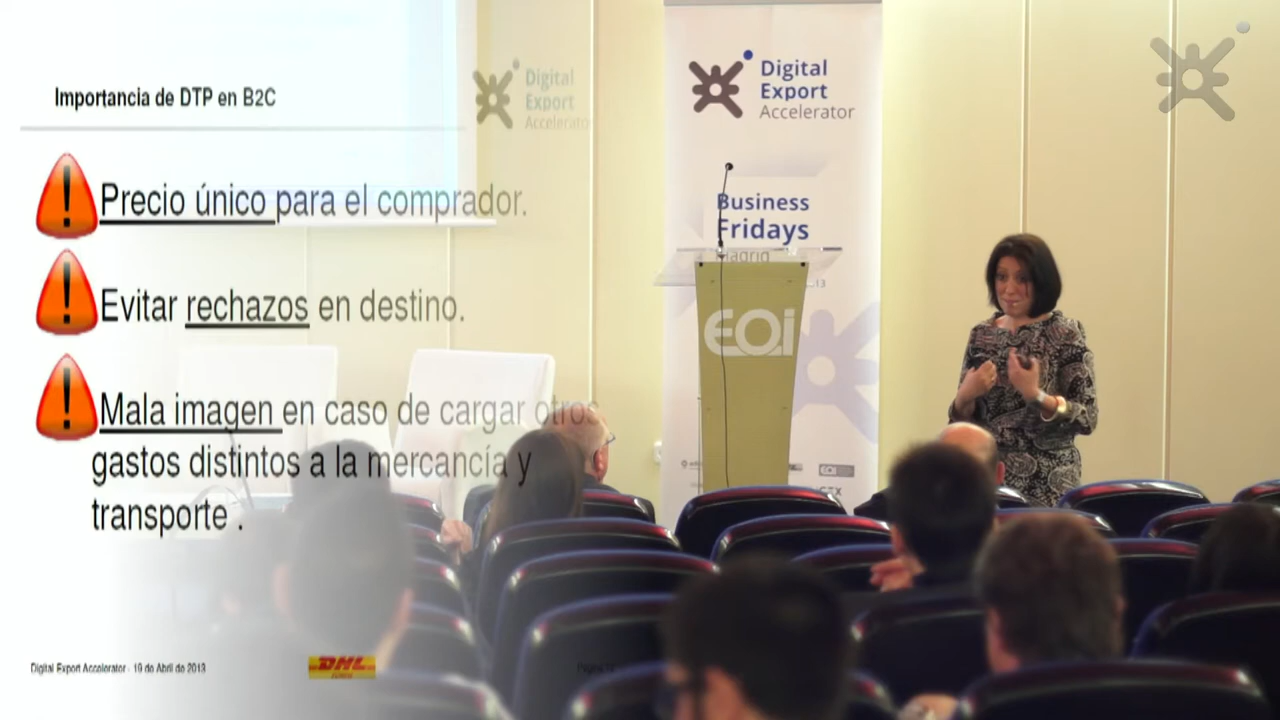 Importancia de DTP en B2C
Precio único para el comprador.
Evitar rechazos en destino.
Mala imagen en caso de cargar otros
gastos distintos a la mercancía y
transporte .
Digital Export Accelerator - 19 de Abril de 2013
DHL
Digital
Export
Accelerator
Digital
Export
Accelerator
Business
Fridays
Madrid
EOi